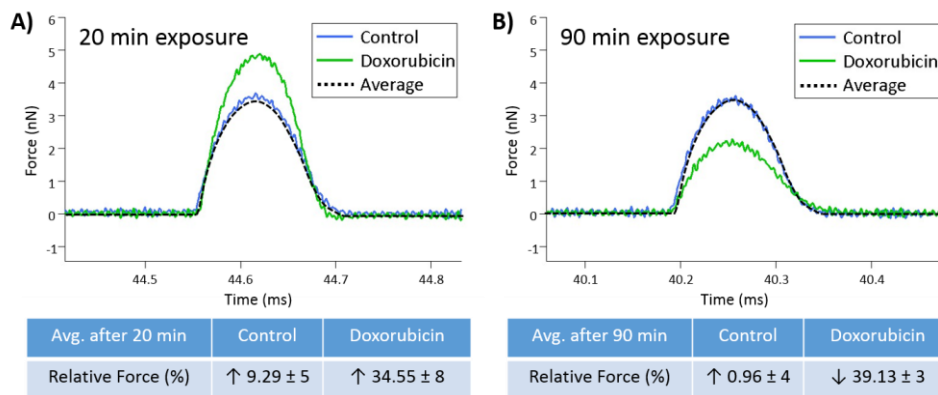 A)
20 min exposure
Control
Doxorubicin
Average
Force (nN)
6
5
4
3
2
1
0
-1
44.5
44.6
44.7
44.8
Time (ms)
Avg. after 20 min Control Doxorubicin
Relative Force (%) ↑ 9.29 ± 5 ↑ 34.55 ± 8
B)
90 min exposure
Control
Doxorubicin
Average
Force (nN)
6
5
4
3
2
1
0
-1
40.1
40.2
40.3
40.4
Time (ms)
Avg. after 90 min Control Doxorubicin
Relative Force (%) ↑ 0.96 ± 4 ↓ 39.13 ± 3